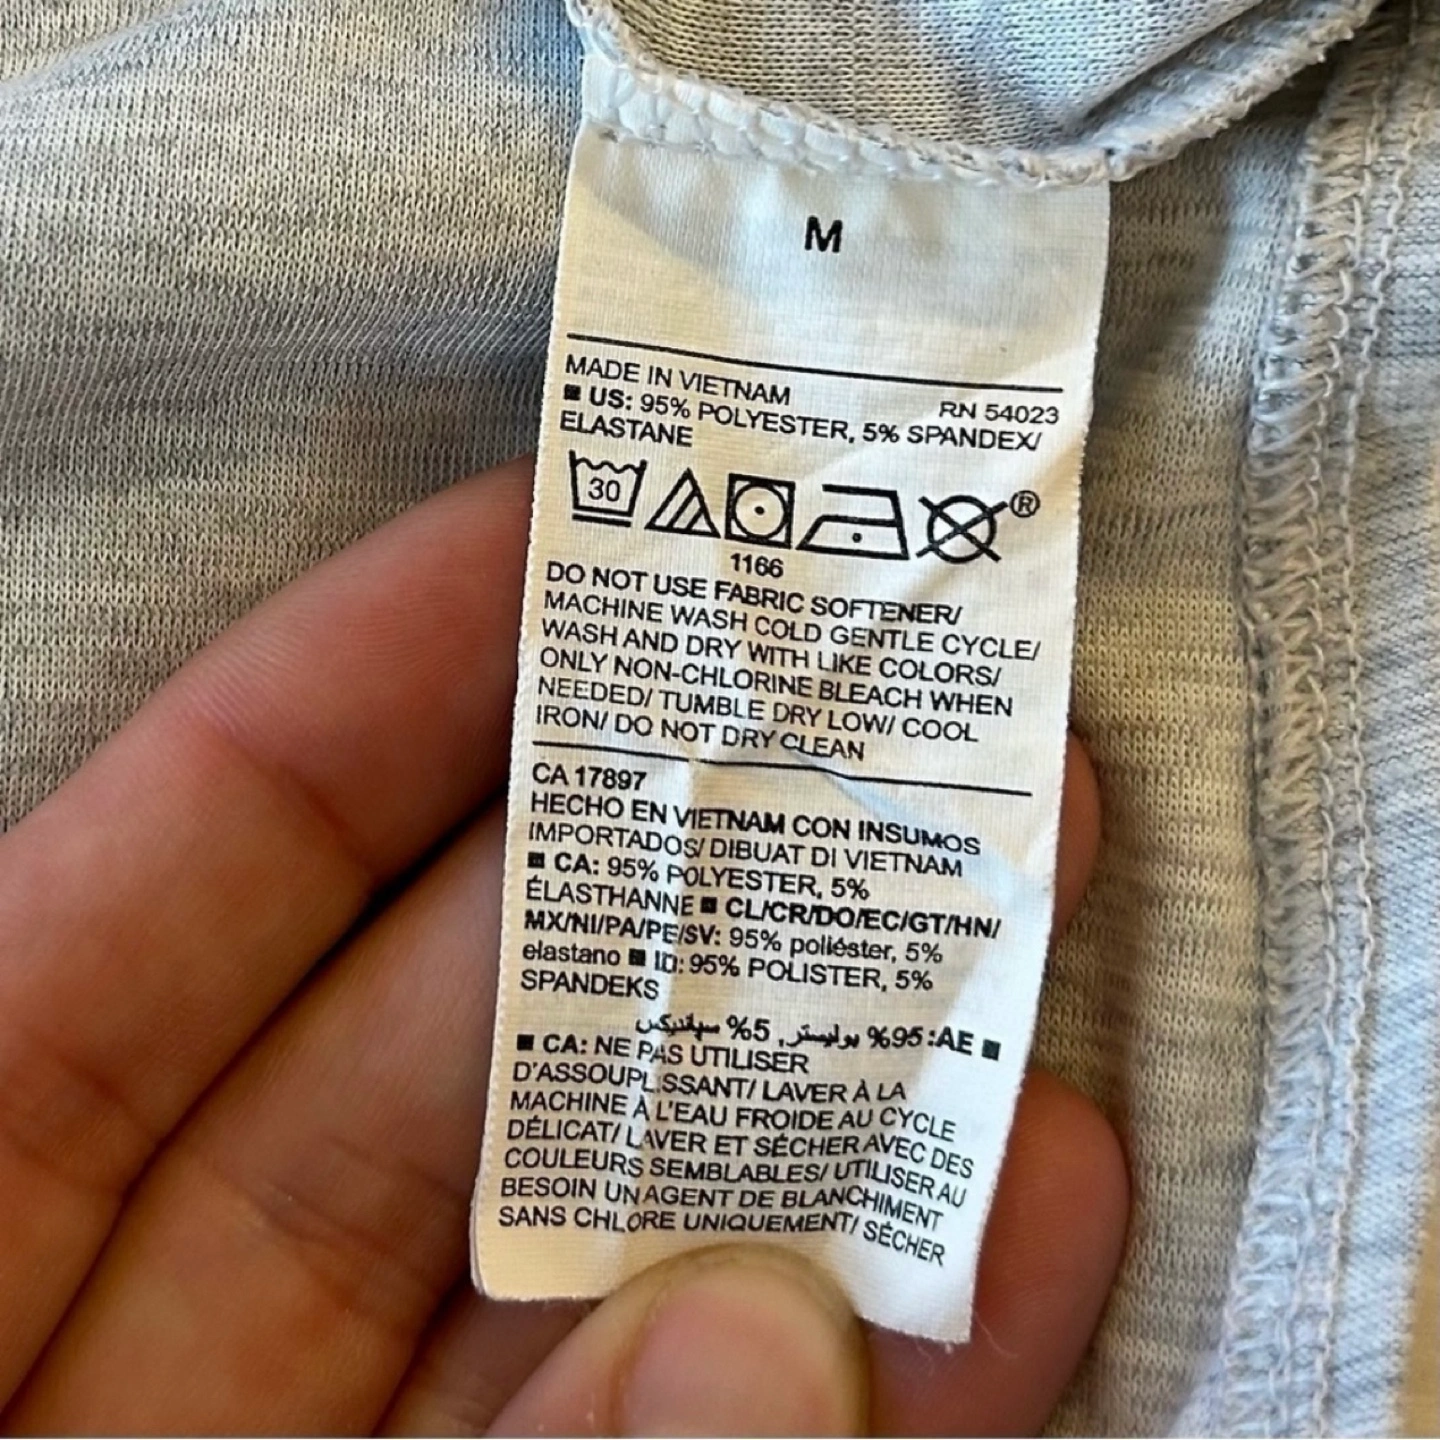 M
MADE IN VIETNAM
RN 54023
■ US: 95% POLYESTER, 5% SPANDEX/
ELASTANE
30
®
1166
DO NOT USE FABRIC SOFTENER/
MACHINE WASH COLD GENTLE CYCLE/
WASH AND DRY WITH LIKE COLORS/
ONLY NON-CHLORINE BLEACH WHEN
NEEDED/ TUMBLE DRY LOW/ COOL
IRON/ DO NOT DRY CLEAN
CA 17897
HECHO EN VIETNAM CON INSUMOS
IMPORTADOS/ DIBUAT DI VIETNAM
■ CA: 95% POLYESTER, 5%
ÉLASTHANNE ■ CL/CR/DO/EC/GT/HN/
MX/NI/PA/PE/SV: 95% poliéster, 5%
elastano ■ ID: 95% POLISTER, 5%
SPANDEKS
■ AE: 95% بوليستر, 5% سباندكس
■ CA: NE PAS UTILISER
D'ASSOUPLISSANT/ LAVER À LA
MACHINE À L'EAU FROIDE AU CYCLE
DÉLICAT/ LAVER ET SÉCHER AVEC DES
COULEURS SEMBLABLES/ UTILISER AU
BESOIN UN AGENT DE BLANCHIMENT
SANS CHLORE UNIQUEMENT/ SÉCHER